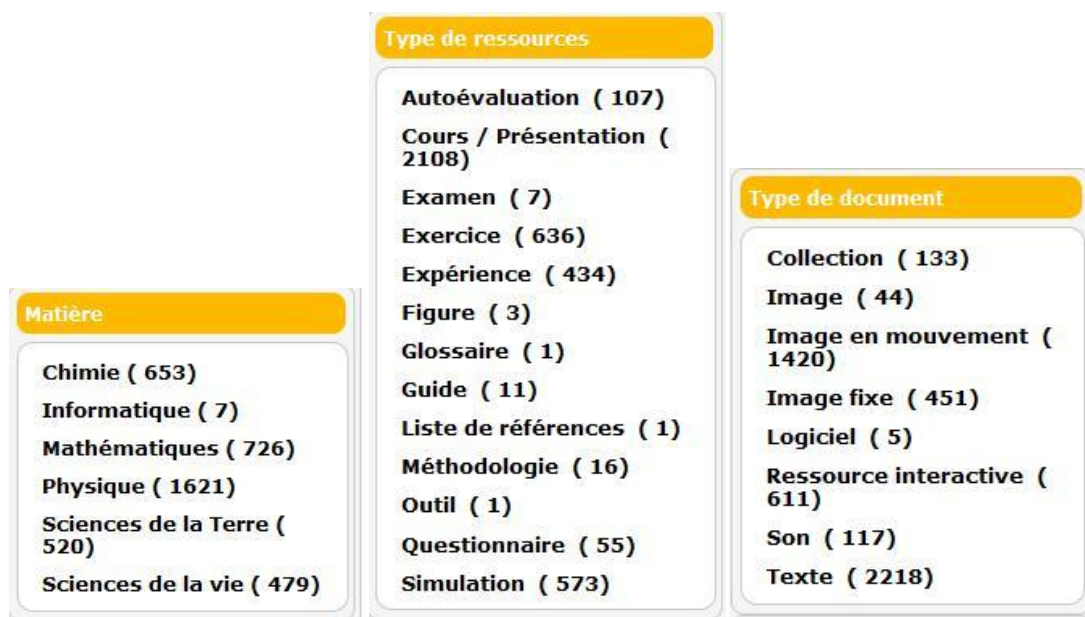 Matière
Chimie ( 653)
Informatique ( 7)
Mathématiques ( 726)
Physique ( 1621)
Sciences de la Terre (
520)
Sciences de la vie ( 479)
Type de ressources
Autoévaluation ( 107)
Cours / Présentation (
2108)
Examen ( 7)
Exercice ( 636)
Expérience ( 434)
Figure ( 3)
Glossaire ( 1)
Guide ( 11)
Liste de références ( 1)
Méthodologie ( 16)
Outil ( 1)
Questionnaire ( 55)
Simulation ( 573)
Type de document
Collection ( 133)
Image ( 44)
Image en mouvement (
1420)
Image fixe ( 451)
Logiciel ( 5)
Ressource interactive (
611)
Son ( 117)
Texte ( 2218)